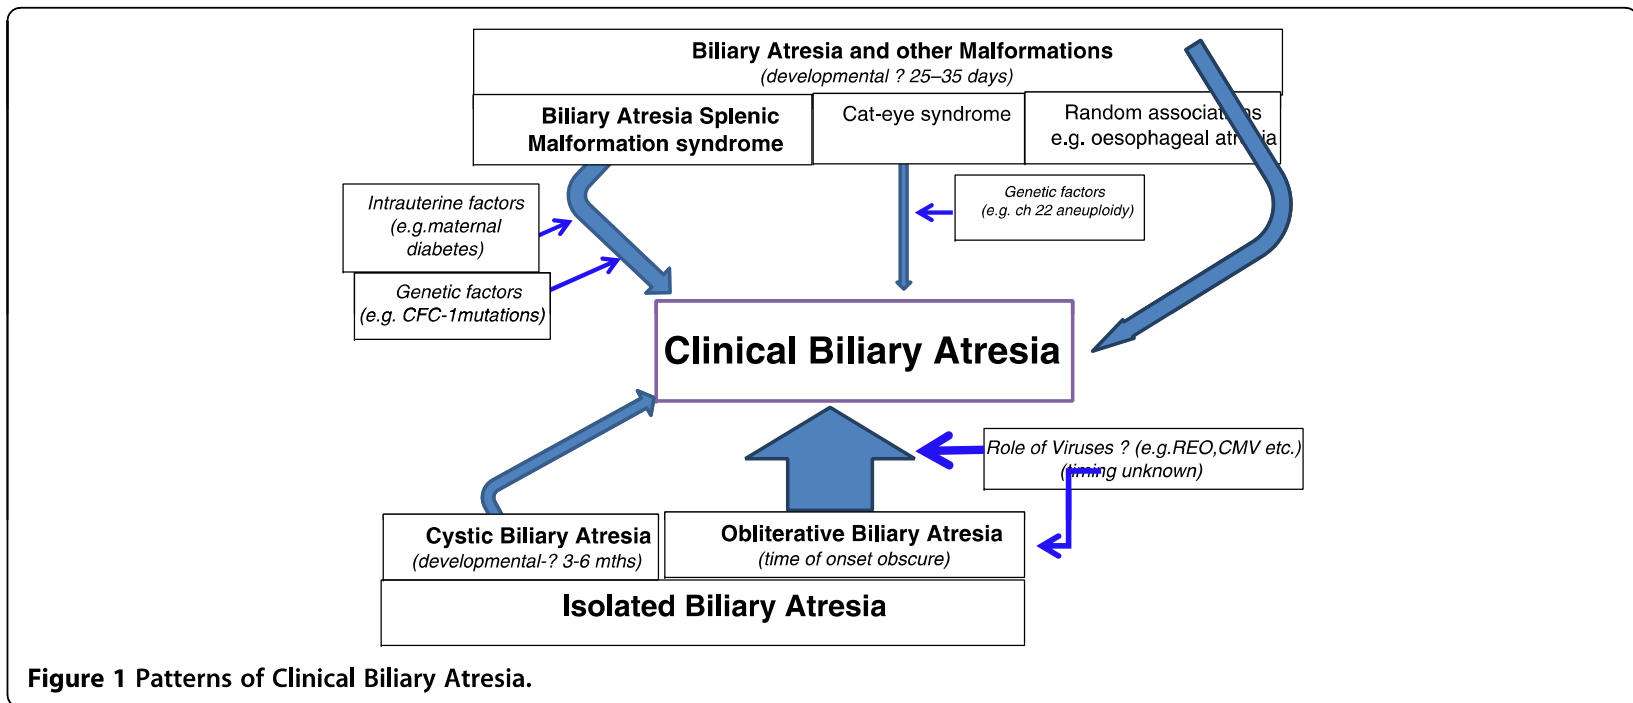 Biliary Atresia and other Malformations
(developmental ? 25–35 days)
Biliary Atresia Splenic
Malformation syndrome
Cat-eye syndrome
Random associations
e.g. oesophageal atresia
Intrauterine factors
(e.g.maternal
diabetes)
Genetic factors
(e.g. CFC-1mutations)
Genetic factors
(e.g. ch 22 aneuploidy)
Clinical Biliary Atresia
Role of Viruses ? (e.g.REO,CMV etc.)
(timing unknown)
Cystic Biliary Atresia
(developmental-? 3-6 mths)
Obliterative Biliary Atresia
(time of onset obscure)
Isolated Biliary Atresia
Figure 1 Patterns of Clinical Biliary Atresia.